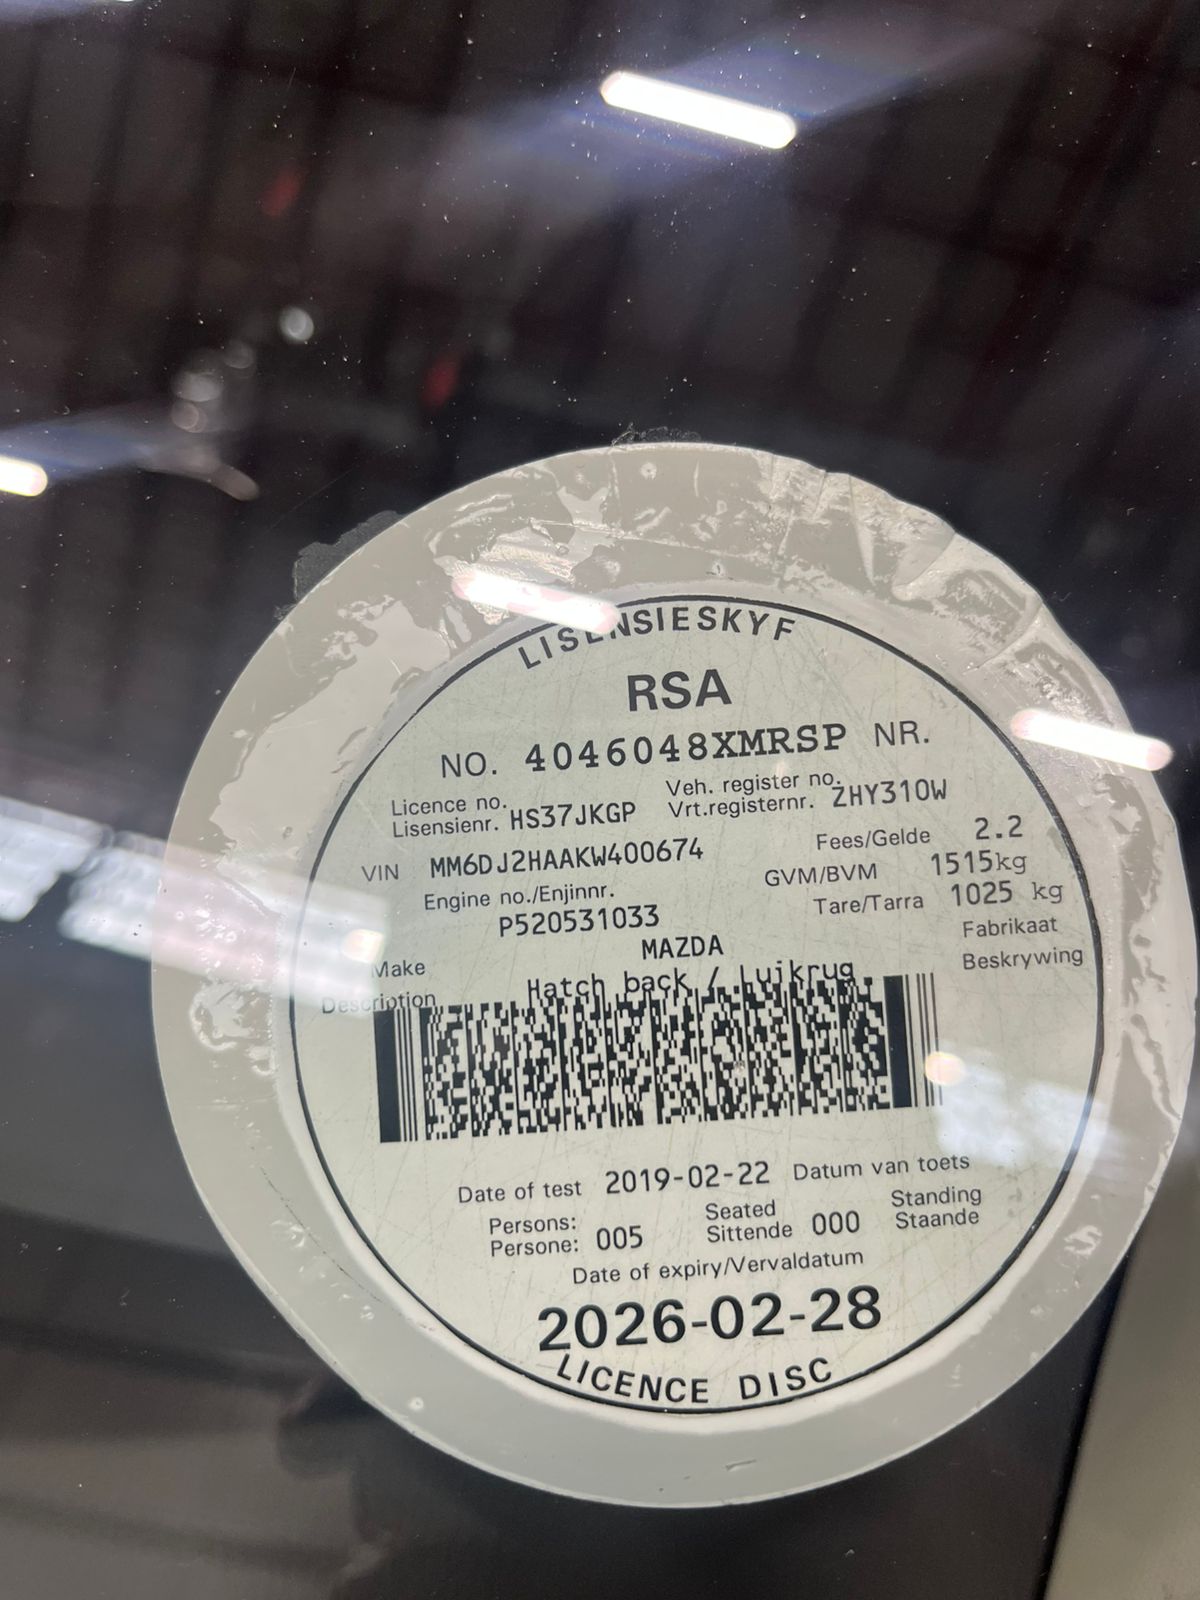 LISENSIESKYF
RSA
NO. 4046048XMRSP NR.
Licence no. Veh. register no.
Lisensienr. HS37JKGP Vrt.registernr. ZHY310W
VIN MM6DJ2HAAKW400674 Fees/Gelde 2.2
Engine no./Enjinnr. GVM/BVM 1515kg
P520531033 Tare/Tarra 1025 kg
Make MAZDA Fabrikaat
Description Hatch back / Luikrug Beskrywing
Date of test 2019-02-22 Datum van toets
Persons: Seated Standing
Persone: 005 Sittende 000 Staande
Date of expiry/Vervaldatum
2026-02-28
LICENCE DISC